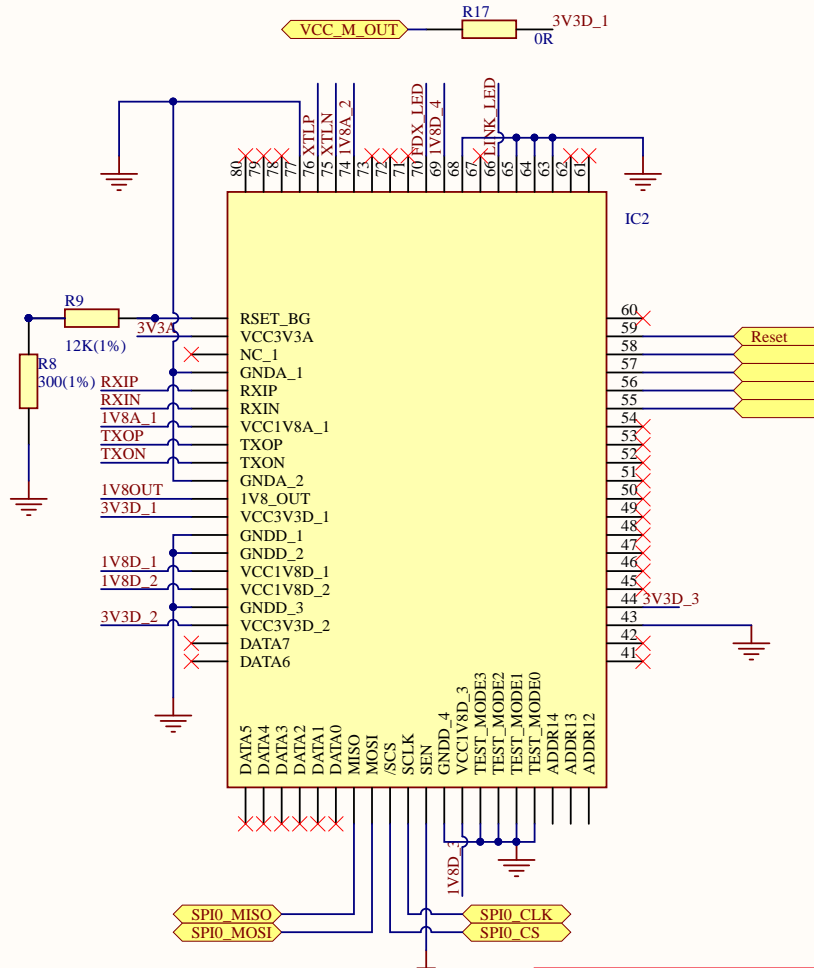 R17
VCC_M_OUT
3V3D_1
0R
XTLP
XTLN
1V8A_2
FDX_LED
1V8D_4
LINK_LED
80
79
78
77
76
75
74
73
72
71
70
69
68
67
66
65
64
63
62
61
IC2
R9
12K(1%)
R8
300(1%)
3V3A
RXIP
RXIN
1V8A_1
TXOP
TXON
1V8OUT
3V3D_1
1V8D_1
1V8D_2
3V3D_2
RSET_BG
VCC3V3A
NC_1
GNDA_1
RXIP
RXIN
VCC1V8A_1
TXOP
TXON
GNDA_2
1V8_OUT
VCC3V3D_1
GNDD_1
GNDD_2
VCC1V8D_1
VCC1V8D_2
GNDD_3
VCC3V3D_2
DATA7
DATA6
60
59
58
57
56
55
54
53
52
51
50
49
48
47
46
45
44
43
42
41
Reset
3V3D_3
DATA5
DATA4
DATA3
DATA2
DATA1
DATA0
MISO
MOSI
/SCS
SCLK
SEN
GNDD_4
VCC1V8D_3
TEST_MODE3
TEST_MODE2
TEST_MODE1
TEST_MODE0
ADDR14
ADDR13
ADDR12
1V8D_3
SPI0_MISO
SPI0_MOSI
SPI0_CLK
SPI0_CS